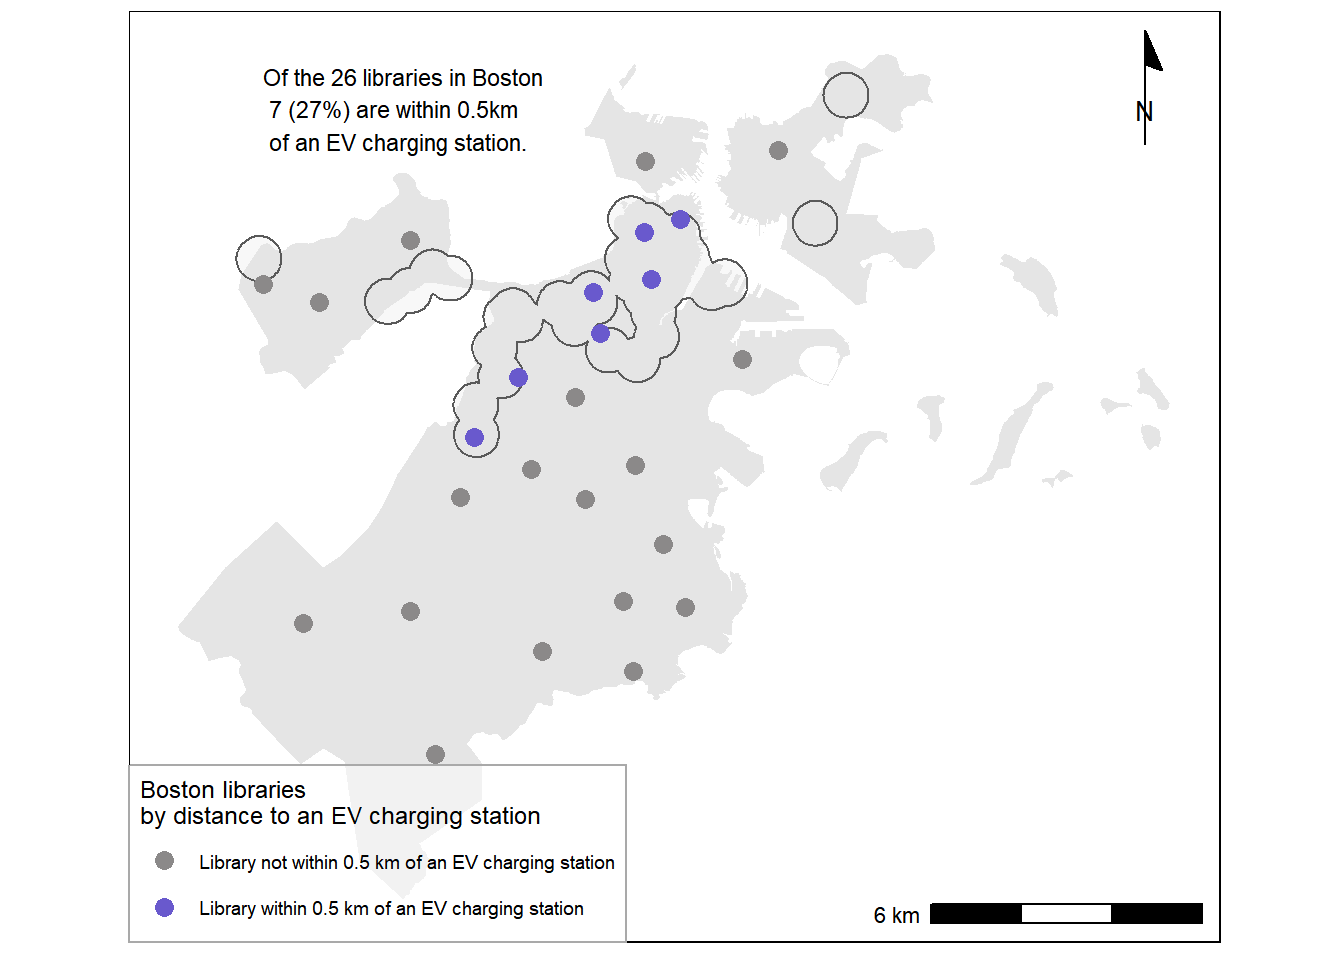 Of the 26 libraries in Boston
7 (27%) are within 0.5km
of an EV charging station.
N
Boston libraries
by distance to an EV charging station
Library not within 0.5 km of an EV charging station
Library within 0.5 km of an EV charging station
6 km